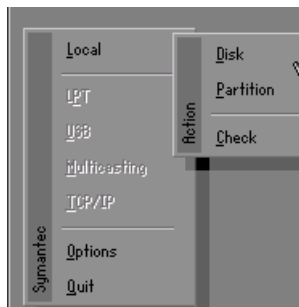 Local
LPT
USB
Multicasting
TCP/IP
Options
Quit
Symantec
Disk
Partition
Check
Action